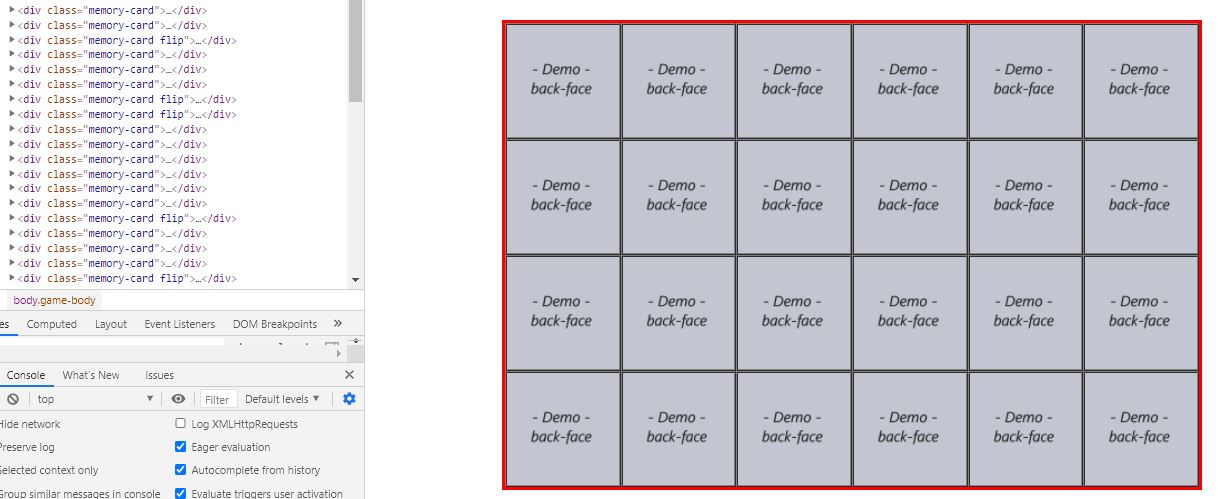 <div class="memory-card">…</div>
<div class="memory-card">…</div>
<div class="memory-card flip">…</div>
<div class="memory-card">…</div>
<div class="memory-card">…</div>
<div class="memory-card">…</div>
<div class="memory-card flip">…</div>
<div class="memory-card flip">…</div>
<div class="memory-card">…</div>
<div class="memory-card">…</div>
<div class="memory-card">…</div>
<div class="memory-card">…</div>
<div class="memory-card">…</div>
<div class="memory-card">…</div>
<div class="memory-card flip">…</div>
<div class="memory-card">…</div>
<div class="memory-card">…</div>
<div class="memory-card">…</div>
<div class="memory-card flip">…</div>
body.game-body
es Computed Layout Event Listeners DOM Breakpoints »
Console What's New Issues
top Filter Default levels
Hide network Log XMLHttpRequests
Preserve log Eager evaluation
Selected context only Autocomplete from history
Group similar messages in console Evaluate triggers user activation
- Demo - - Demo - - Demo - - Demo - - Demo - - Demo -
back-face back-face back-face back-face back-face back-face
- Demo - - Demo - - Demo - - Demo - - Demo - - Demo -
back-face back-face back-face back-face back-face back-face
- Demo - - Demo - - Demo - - Demo - - Demo - - Demo -
back-face back-face back-face back-face back-face back-face
- Demo - - Demo - - Demo - - Demo - - Demo - - Demo -
back-face back-face back-face back-face back-face back-face